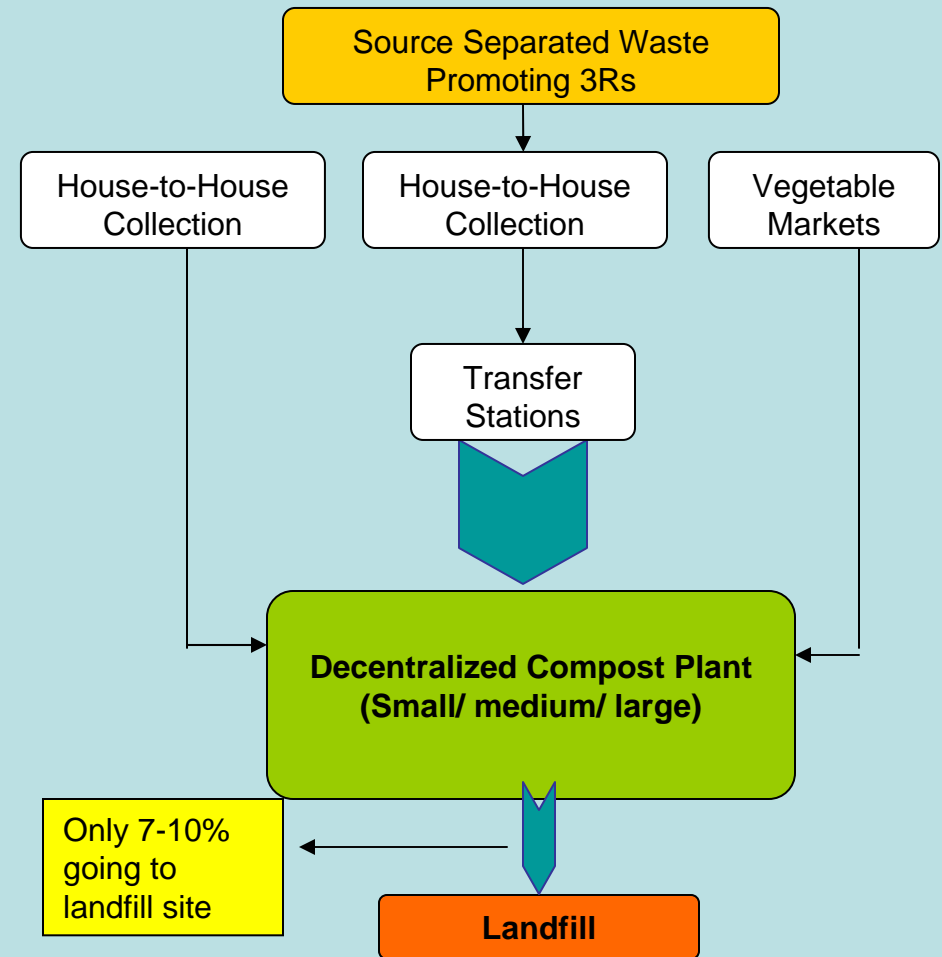 Source Separated Waste
Promoting 3Rs
House-to-House
Collection
House-to-House
Collection
Vegetable
Markets
Transfer
Stations
Decentralized Compost Plant
(Small/ medium/ large)
Only 7-10%
going to
landfill site
Landfill